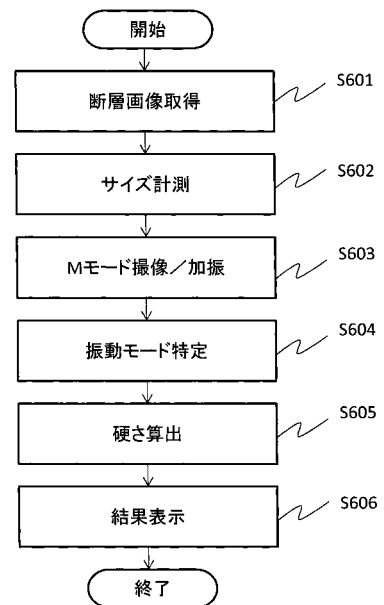 開始
断層画像取得
S601
サイズ計測
S602
Mモード撮像／加振
S603
振動モード特定
S604
硬さ算出
S605
結果表示
S606
終了